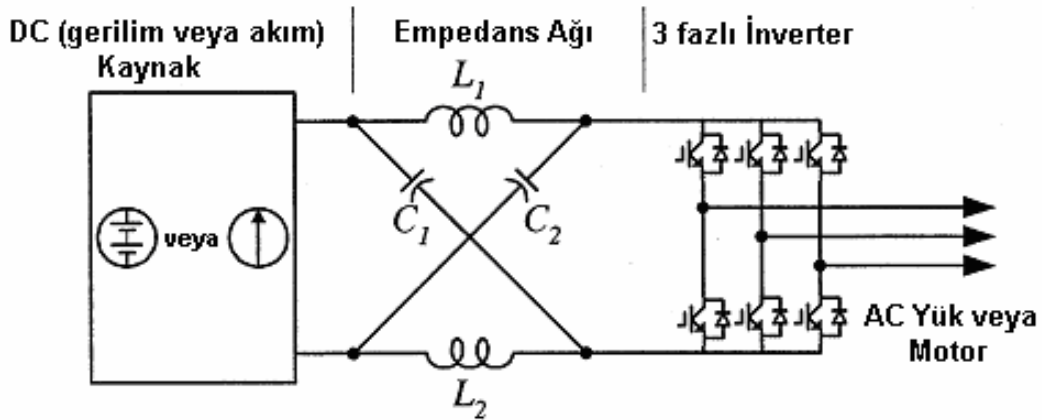 DC (gerilim veya akım)
Kaynak
Empedans Ağı
3 fazlı İnverter
L1
C1
C2
veya
L2
AC Yük veya
Motor